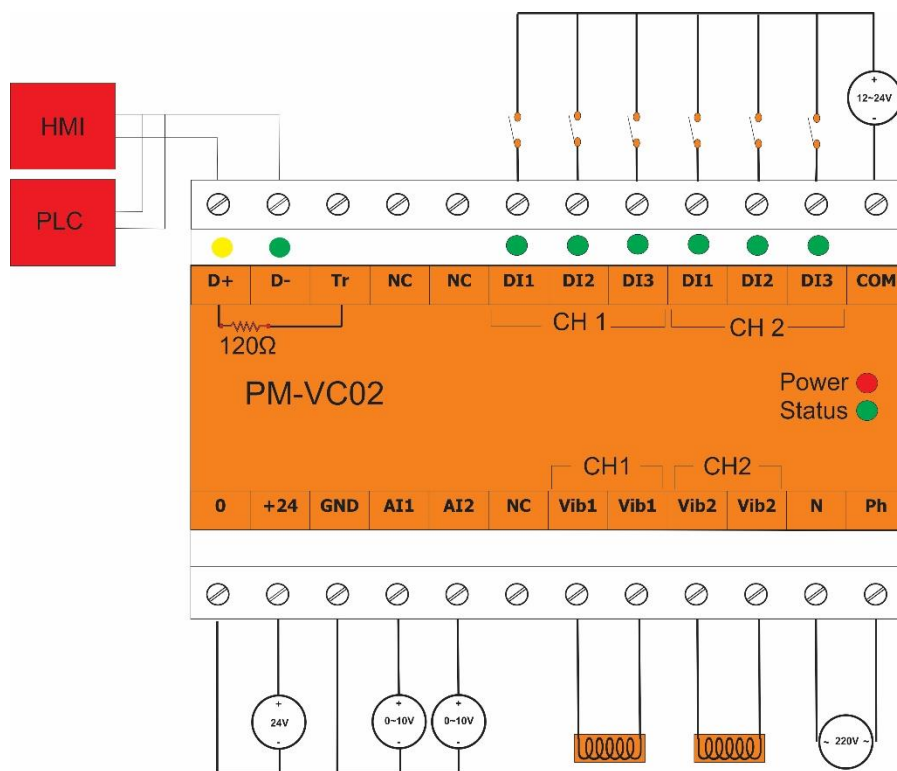 HMI
PLC
+
12~24V
-
D+ D- Tr NC NC DI1 DI2 DI3 DI1 DI2 DI3 COM
120Ω
CH 1 CH 2
PM-VC02
Power
Status
CH1 CH2
0 +24 GND AI1 AI2 NC Vib1 Vib1 Vib2 Vib2 N Ph
+ + +
24V 0~10V 0~10V ~ 220V ~
- - -